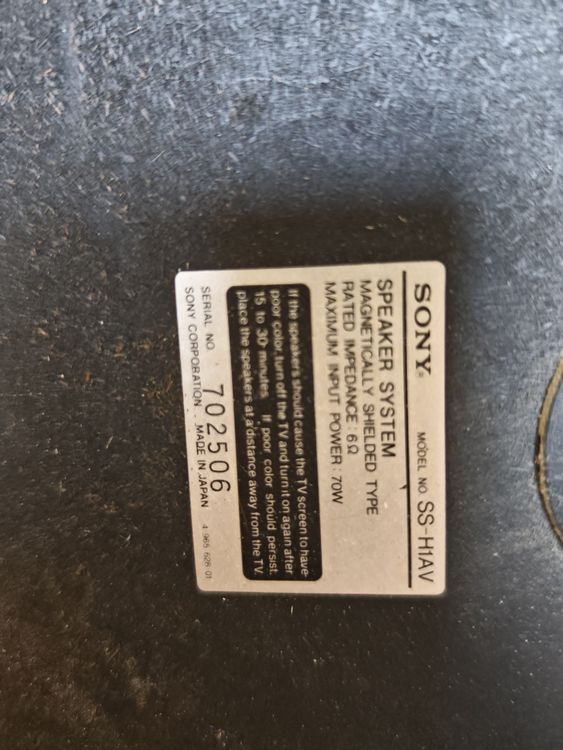 SONY® MODEL NO. SS-H1AV
SPEAKER SYSTEM
MAGNETICALLY SHIELDED TYPE
RATED IMPEDANCE : 6Ω
MAXIMUM INPUT POWER : 70W
If the speakers should cause the TV screen to have
poor color, turn off the TV and turn it on again after
15 to 30 minutes. If poor color should persist,
place the speakers at a distance away from the TV.
SERIAL NO. 702506
SONY CORPORATION MADE IN JAPAN 4-965-628-01